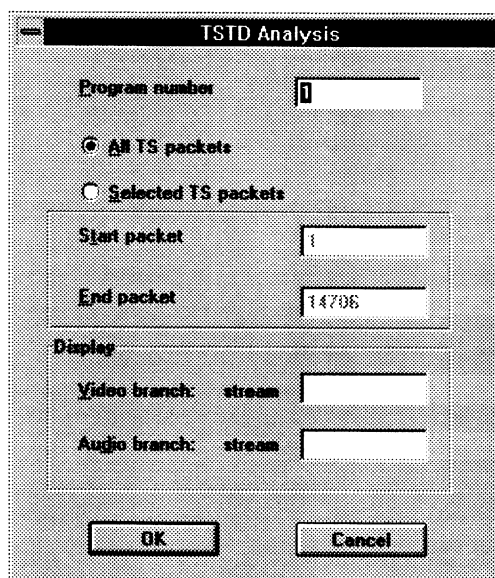 TSTD Analysis
Program number 1
All TS packets
Selected TS packets
Start packet 1
End packet 14706
Display
Video branch: stream
Audio branch: stream
OK Cancel